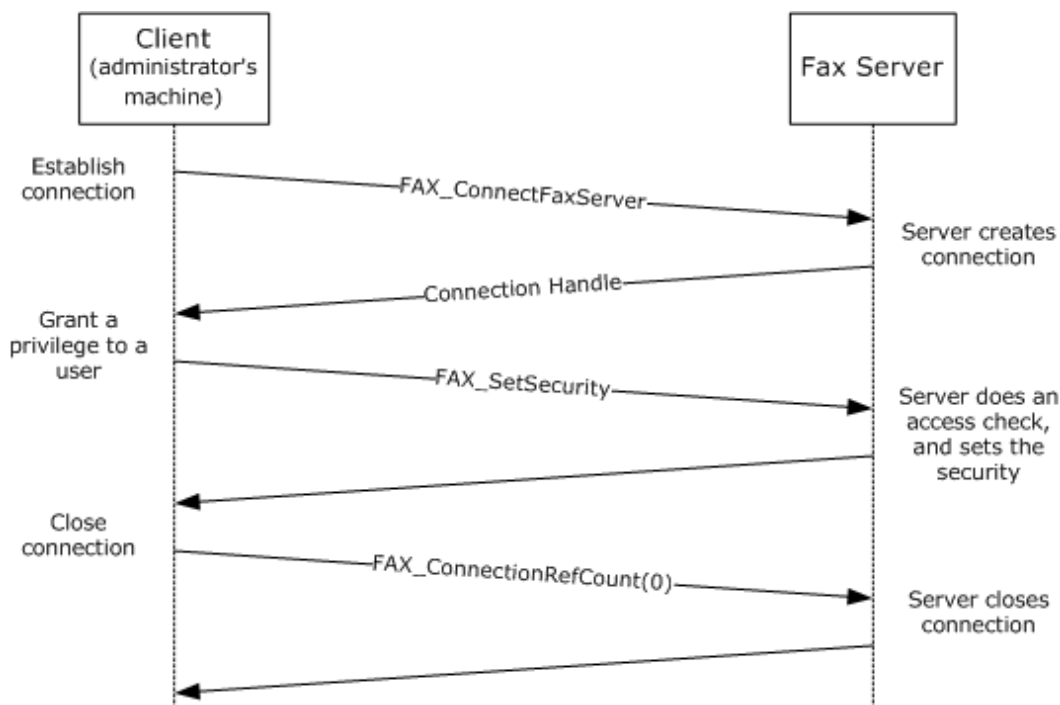 Client
(administrator's
machine)
Fax Server
Establish
connection
FAX_ConnectFaxServer
Server creates
connection
Connection Handle
Grant a
privilege to a
user
FAX_SetSecurity
Server does an
access check,
and sets the
security
Close
connection
FAX_ConnectionRefCount(0)
Server closes
connection